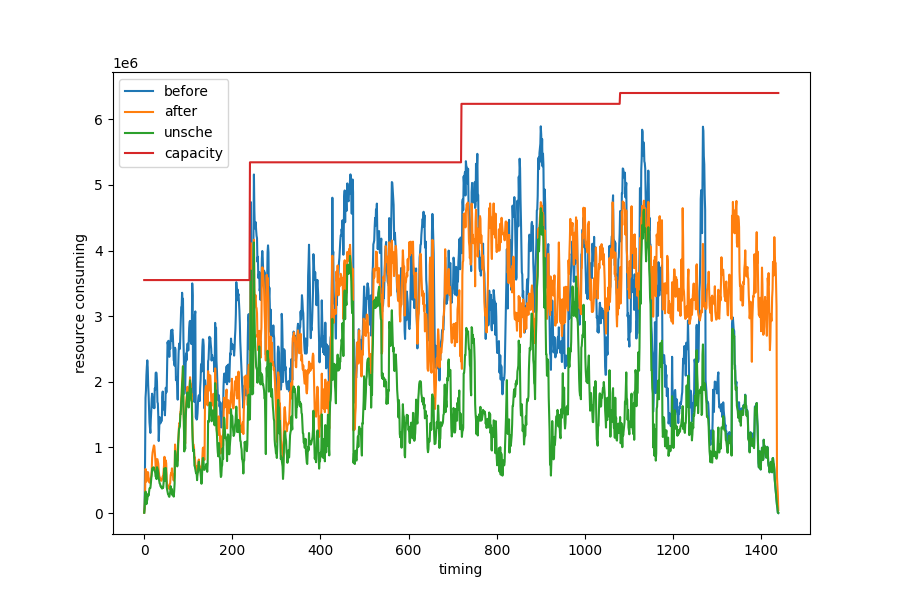 1e6
before
after
unsche
capacity
6
5
4
3
2
1
0
resource consuming
0 200 400 600 800 1000 1200 1400
timing